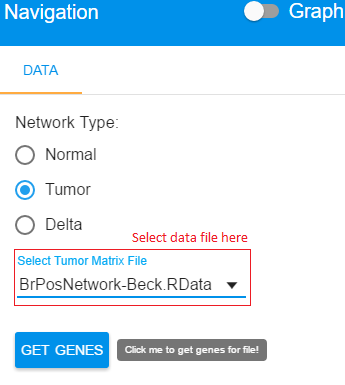 Navigation Graph
DATA
Network Type:
Normal
Tumor
Delta
Select data file here
Select Tumor Matrix File
BrPosNetwork-Beck.RData
GET GENES Click me to get genes for file!